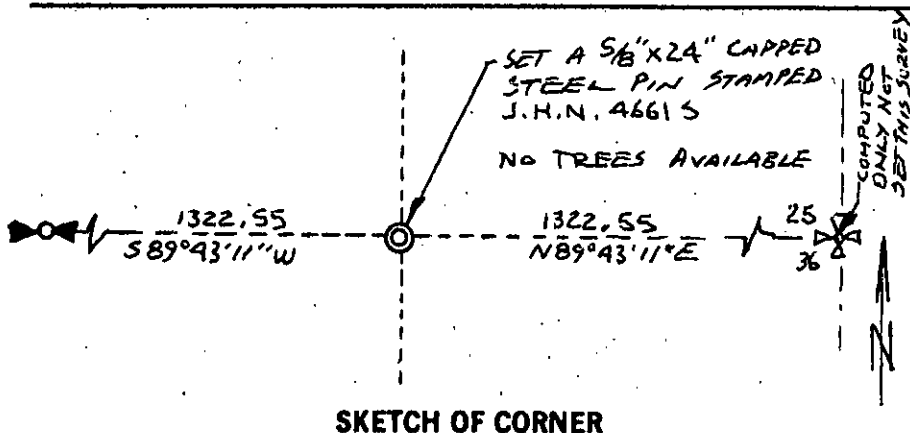 SET A 5/8"X24" CAPPED
STEEL PIN STAMPED
J.H.N. 4661 S
NO TREES AVAILABLE
COMPUTED
ONLY NOT
SET THIS SURVEY
1322.55
S89°43'11"W
1322.55
N89°43'11"E
25
36
N
SKETCH OF CORNER